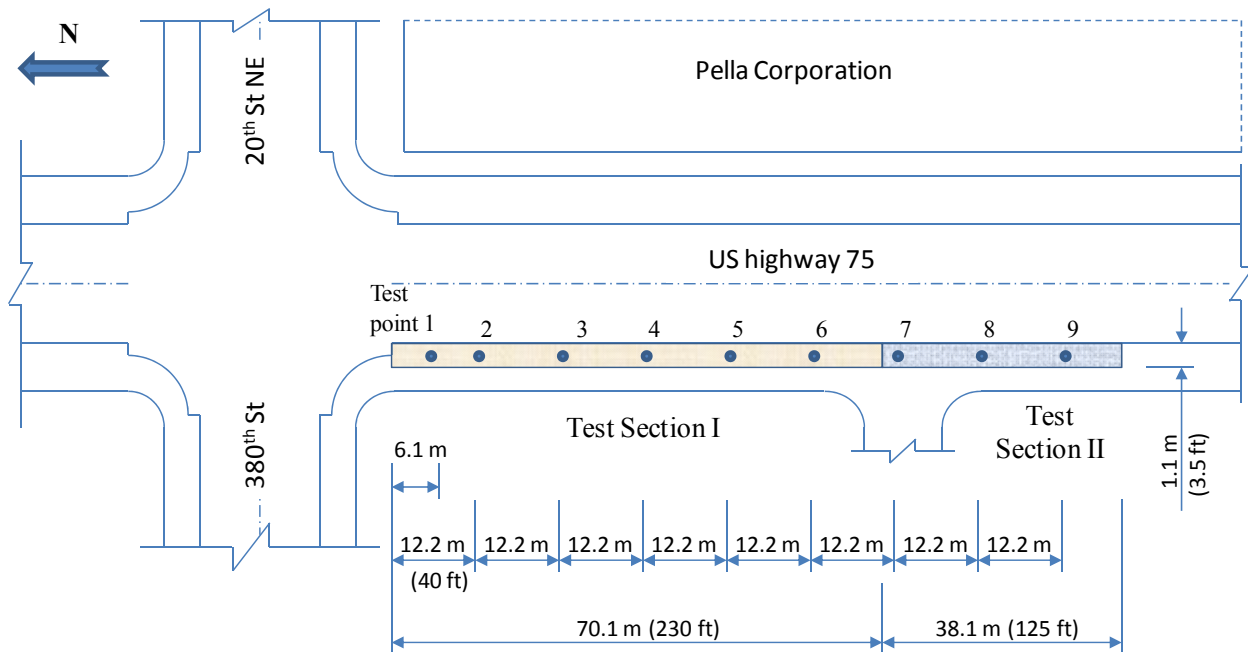 N
20th St NE
Pella Corporation
US highway 75
Test
point 1
2
3
4
5
6
7
8
9
380th St
Test Section I
Test
Section II
1.1 m
(3.5 ft)
6.1 m
12.2 m
12.2 m
12.2 m
12.2 m
12.2 m
12.2 m
12.2 m
12.2 m
(40 ft)
70.1 m (230 ft)
38.1 m (125 ft)